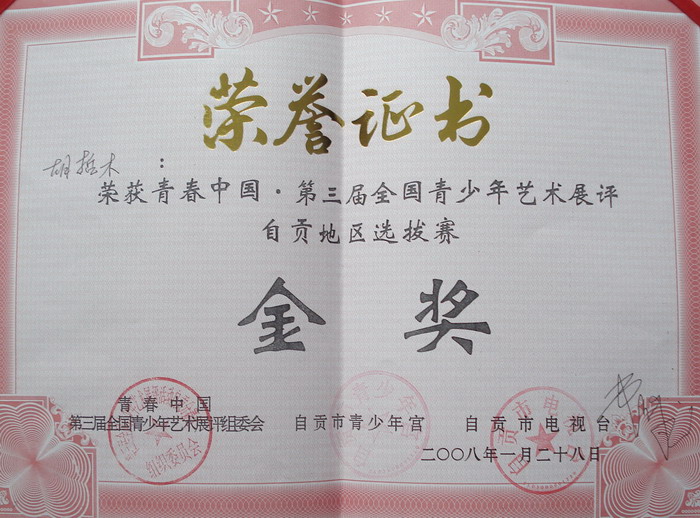 荣誉证书
胡哲木：
荣获青春中国·第三届全国青少年艺术展评
自贡地区选拔赛
金奖
青春中国
第三届全国青少年艺术展评组委会
自贡市青少年宫
自贡市电视台
二〇〇八年一月二十八日